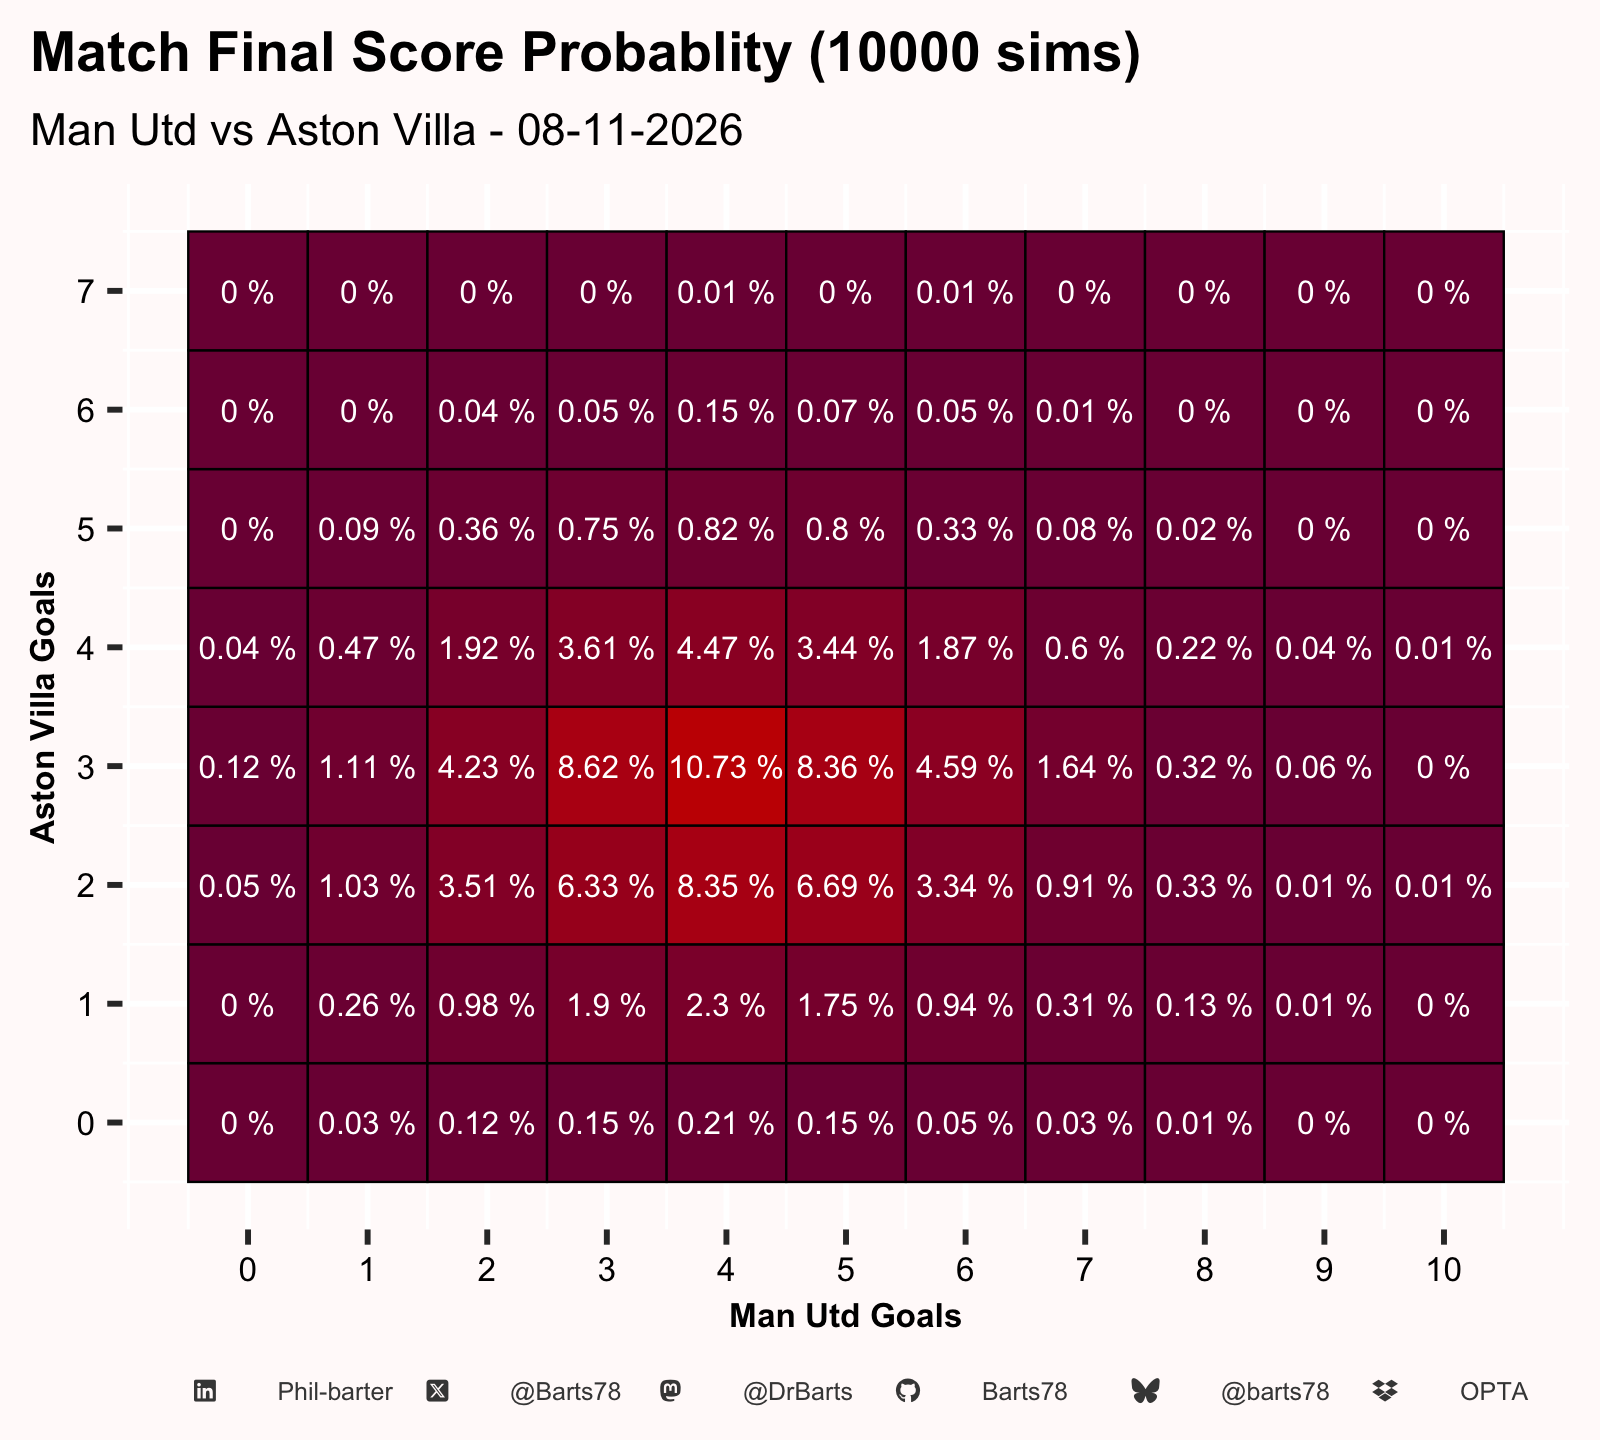 Match Final Score Probablity (10000 sims)
Man Utd vs Aston Villa - 08-11-2026
Aston Villa Goals
7 0 % 0 % 0 % 0 % 0.01 % 0 % 0.01 % 0 % 0 % 0 % 0 %
6 0 % 0 % 0.04 % 0.05 % 0.15 % 0.07 % 0.05 % 0.01 % 0 % 0 % 0 %
5 0 % 0.09 % 0.36 % 0.75 % 0.82 % 0.8 % 0.33 % 0.08 % 0.02 % 0 % 0 %
4 0.04 % 0.47 % 1.92 % 3.61 % 4.47 % 3.44 % 1.87 % 0.6 % 0.22 % 0.04 % 0.01 %
3 0.12 % 1.11 % 4.23 % 8.62 % 10.73 % 8.36 % 4.59 % 1.64 % 0.32 % 0.06 % 0 %
2 0.05 % 1.03 % 3.51 % 6.33 % 8.35 % 6.69 % 3.34 % 0.91 % 0.33 % 0.01 % 0.01 %
1 0 % 0.26 % 0.98 % 1.9 % 2.3 % 1.75 % 0.94 % 0.31 % 0.13 % 0.01 % 0 %
0 0 % 0.03 % 0.12 % 0.15 % 0.21 % 0.15 % 0.05 % 0.03 % 0.01 % 0 % 0 %
0 1 2 3 4 5 6 7 8 9 10
Man Utd Goals
Phil-barter @Barts78 @DrBarts Barts78 @barts78 OPTA